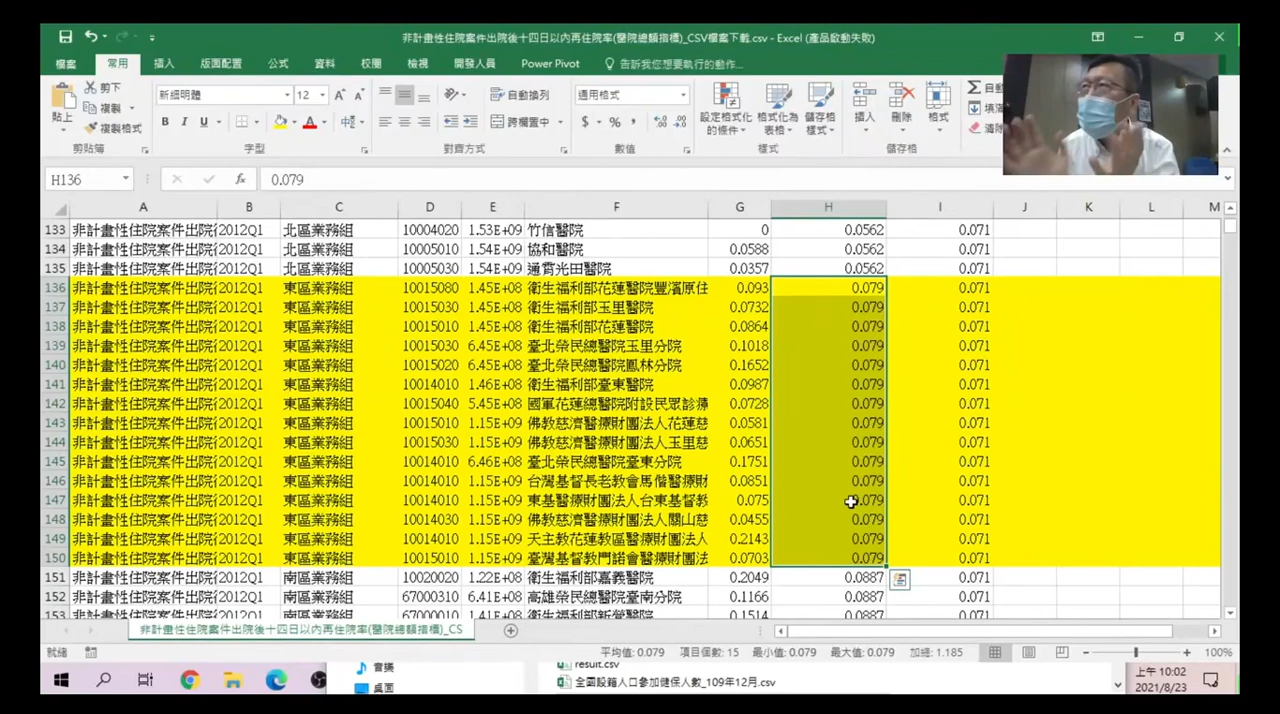 非計畫性住院案件出院後十四日以內再住院率(醫院總額指標)_CSV檔案下載.csv - Excel (產品啟動失敗)
檔案 常用 插入 版面配置 公式 資料 校閱 檢視 開發人員 Power Pivot 告訴我您想要執行的動作...
剪下 新細明體 12 自動換列 通用格式 自動
貼上 複製 B I U 跨欄置中 $ % 設定格式化的條件 格式化為表格 儲存格樣式 插入 刪除 格式 填滿
複製格式 清除
剪貼簿 字型 對齊方式 數值 樣式 儲存格
H136 fx 0.079
A B C D E F G H I J K L M
133 非計畫性住院案件出院 2012Q1 北區業務組 10004020 1.53E+09 竹信醫院 0 0.0562 0.071
134 非計畫性住院案件出院 2012Q1 北區業務組 10005010 1.54E+09 協和醫院 0.0588 0.0562 0.071
135 非計畫性住院案件出院 2012Q1 北區業務組 10005030 1.54E+09 通霄光田醫院 0.0357 0.0562 0.071
136 非計畫性住院案件出院 2012Q1 東區業務組 10015080 1.45E+08 衛生福利部花蓮醫院豐濱原住 0.093 0.079 0.071
137 非計畫性住院案件出院 2012Q1 東區業務組 10015030 1.45E+08 衛生福利部玉里醫院 0.0732 0.079 0.071
138 非計畫性住院案件出院 2012Q1 東區業務組 10015010 1.45E+08 衛生福利部花蓮醫院 0.0864 0.079 0.071
139 非計畫性住院案件出院 2012Q1 東區業務組 10015030 6.45E+08 臺北榮民總醫院玉里分院 0.1018 0.079 0.071
140 非計畫性住院案件出院 2012Q1 東區業務組 10015020 6.45E+08 臺北榮民總醫院鳳林分院 0.1652 0.079 0.071
141 非計畫性住院案件出院 2012Q1 東區業務組 10014010 1.46E+08 衛生福利部臺東醫院 0.0987 0.079 0.071
142 非計畫性住院案件出院 2012Q1 東區業務組 10015040 5.45E+08 國軍花蓮總醫院附設民眾診療 0.0728 0.079 0.071
143 非計畫性住院案件出院 2012Q1 東區業務組 10015010 1.15E+09 佛教慈濟醫療財團法人花蓮慈 0.0581 0.079 0.071
144 非計畫性住院案件出院 2012Q1 東區業務組 10015030 1.15E+09 佛教慈濟醫療財團法人玉里慈 0.0651 0.079 0.071
145 非計畫性住院案件出院 2012Q1 東區業務組 10014010 6.46E+08 臺北榮民總醫院臺東分院 0.1751 0.079 0.071
146 非計畫性住院案件出院 2012Q1 東區業務組 10014010 1.15E+09 台灣基督長老教會馬偕醫療財 0.0851 0.079 0.071
147 非計畫性住院案件出院 2012Q1 東區業務組 10014010 1.15E+09 東基醫療財團法人台東基督教 0.075 0.079 0.071
148 非計畫性住院案件出院 2012Q1 東區業務組 10014030 1.15E+09 佛教慈濟醫療財團法人關山慈 0.0455 0.079 0.071
149 非計畫性住院案件出院 2012Q1 東區業務組 10014010 1.15E+09 天主教花蓮教區醫療財團法人 0.2143 0.079 0.071
150 非計畫性住院案件出院 2012Q1 東區業務組 10015010 1.15E+09 臺灣基督教門諾會醫療財團法 0.0703 0.079 0.071
151 非計畫性住院案件出院 2012Q1 南區業務組 10020020 1.22E+08 衛生福利部嘉義醫院 0.2049 0.0887 0.071
152 非計畫性住院案件出院 2012Q1 南區業務組 67000310 6.41E+08 高雄榮民總醫院臺南分院 0.1166 0.0887 0.071
153 非計畫性住院案件出院 2012Q1 南區業務組 67000010 1.41E+08 衛生福利部新營醫院 0.1514 0.0887 0.071
非計畫性住院案件出院後十四日以內再住院率(醫院總額指標)_CS
就緒 平均值: 0.079 項目個數: 15 最小值: 0.079 最大值: 0.079 加總: 1.185 100%
音樂 result.csv 上午 10:02
桌面 全國設籍人口參加健保人數_109年12月.csv 2021/8/23